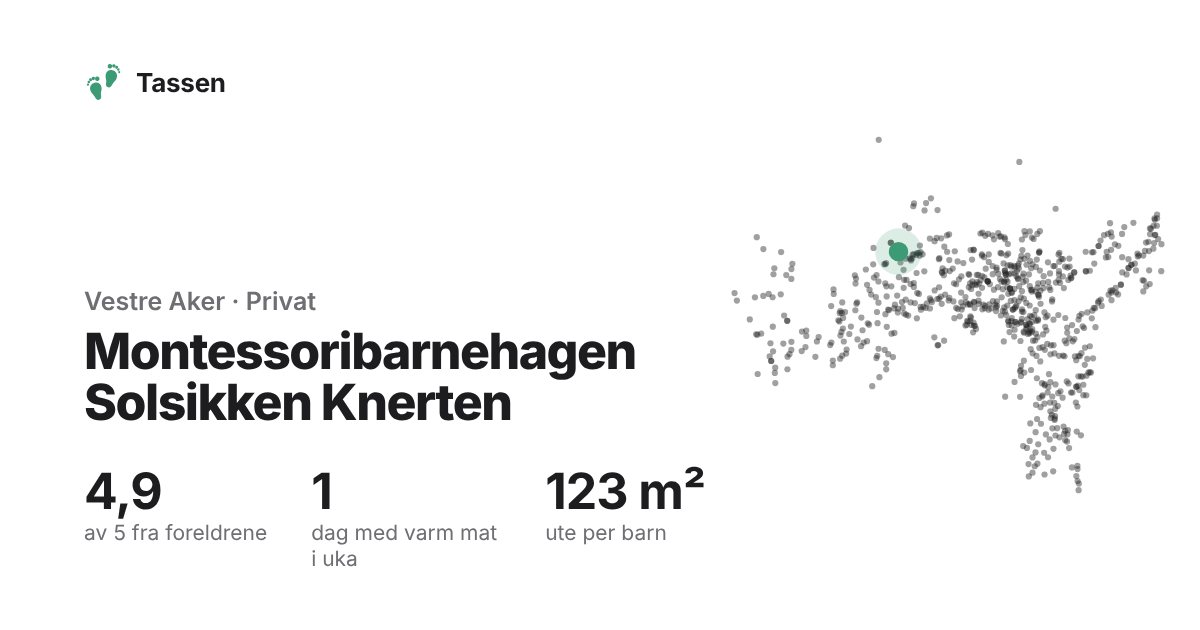 Tassen
Vestre Aker · Privat
Montessoribarnehagen
Solsikken Knerten
4,9
av 5 fra foreldrene
1
dag med varm mat
i uka
123 m²
ute per barn